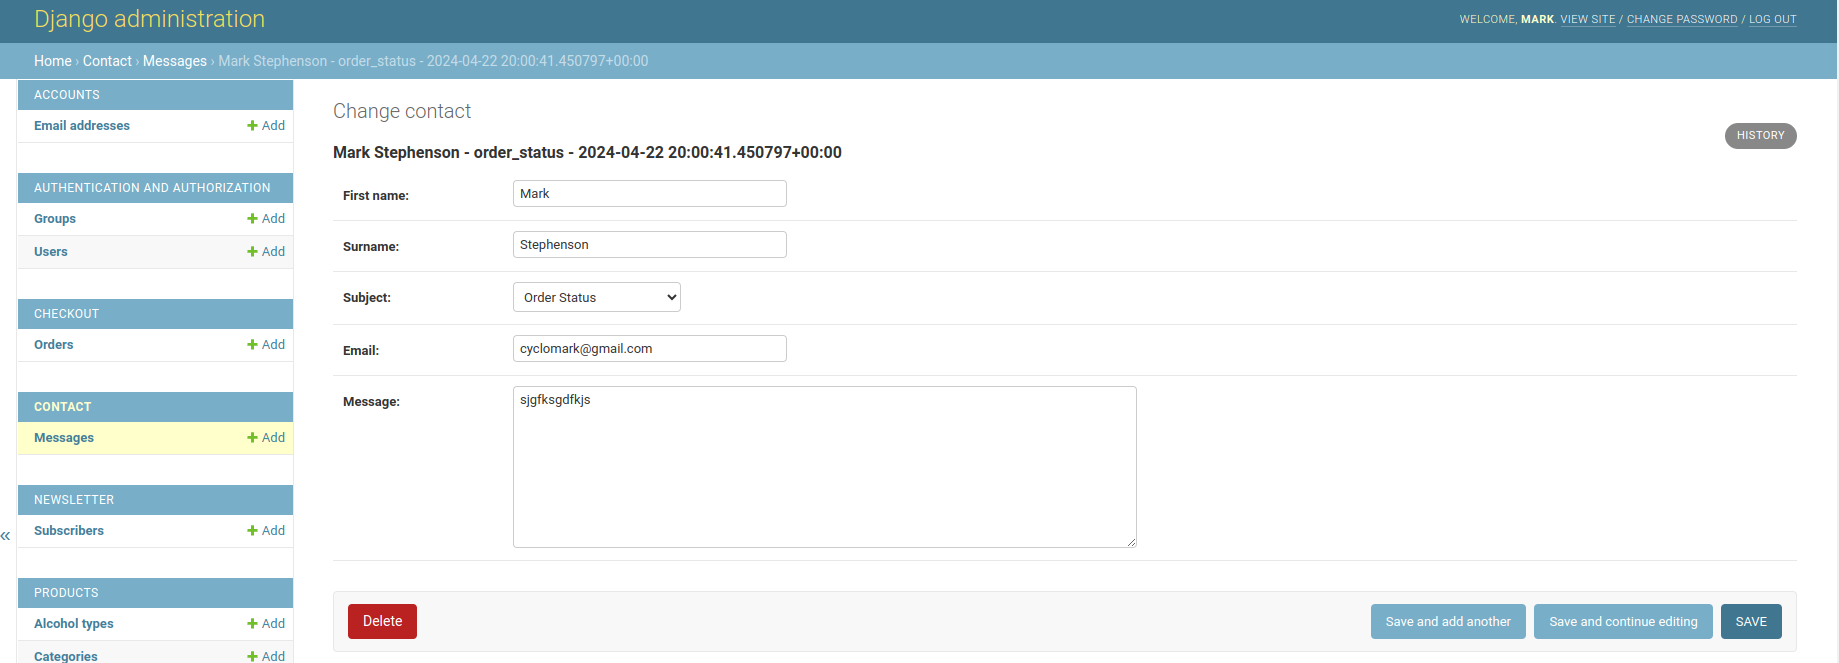 Django administration
WELCOME, MARK. VIEW SITE / CHANGE PASSWORD / LOG OUT
Home › Contact › Messages › Mark Stephenson - order_status - 2024-04-22 20:00:41.450797+00:00
ACCOUNTS
Email addresses Add
AUTHENTICATION AND AUTHORIZATION
Groups Add
Users Add
CHECKOUT
Orders Add
CONTACT
Messages Add
NEWSLETTER
Subscribers Add
PRODUCTS
Alcohol types Add
Categories Add
«
Change contact
HISTORY
Mark Stephenson - order_status - 2024-04-22 20:00:41.450797+00:00
First name: Mark
Surname: Stephenson
Subject: Order Status
Email: cyclomark@gmail.com
Message: sjgfksgdfkjs
Delete Save and add another Save and continue editing SAVE